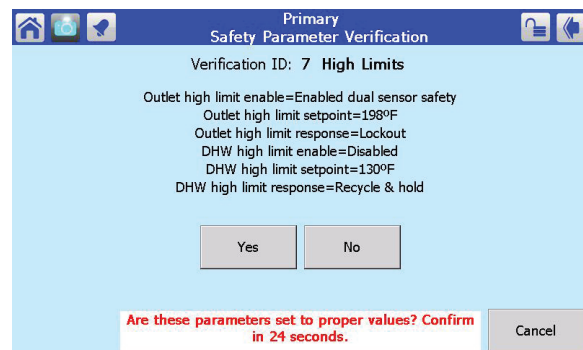 Primary
Safety Parameter Verification
Verification ID: 7 High Limits
Outlet high limit enable=Enabled dual sensor safety
Outlet high limit setpoint=198ºF
Outlet high limit response=Lockout
DHW high limit enable=Disabled
DHW high limit setpoint=130ºF
DHW high limit response=Recycle & hold
Yes No
Are these parameters set to proper values? Confirm
in 24 seconds.
Cancel